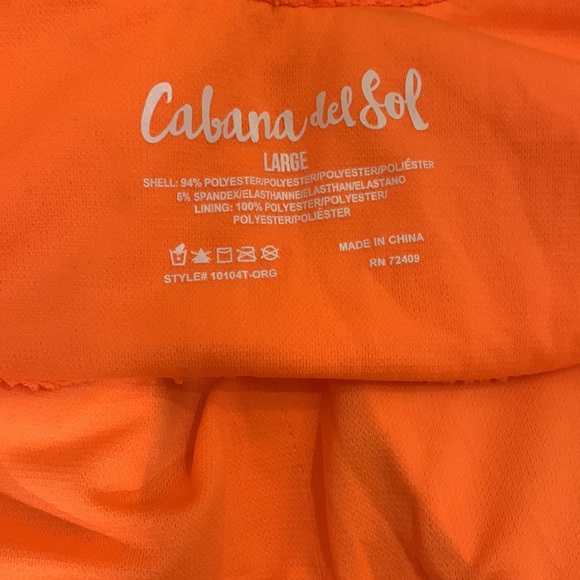 Cabana del Sol
LARGE
SHELL: 94% POLYESTER/POLYESTER/POLYESTER/POLIÉSTER
6% SPANDEX/ELASTHANNE/ELASTHAN/ELASTANO
LINING: 100% POLYESTER/POLYESTER/
POLYESTER/POLIÉSTER
MADE IN CHINA
STYLE# 10104T-ORG
RN 72409